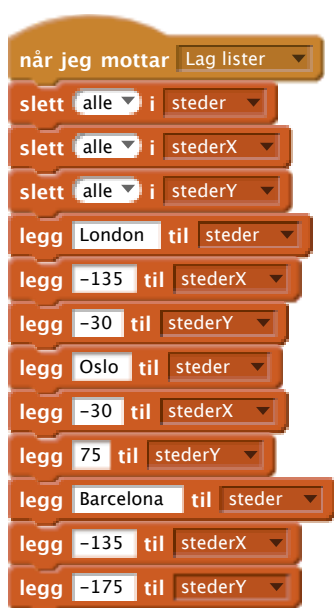 når jeg mottar Lag lister
slett alle i steder
slett alle i stederX
slett alle i stederY
legg London til steder
legg -135 til stederX
legg -30 til stederY
legg Oslo til steder
legg -30 til stederX
legg 75 til stederY
legg Barcelona til steder
legg -135 til stederX
legg -175 til stederY